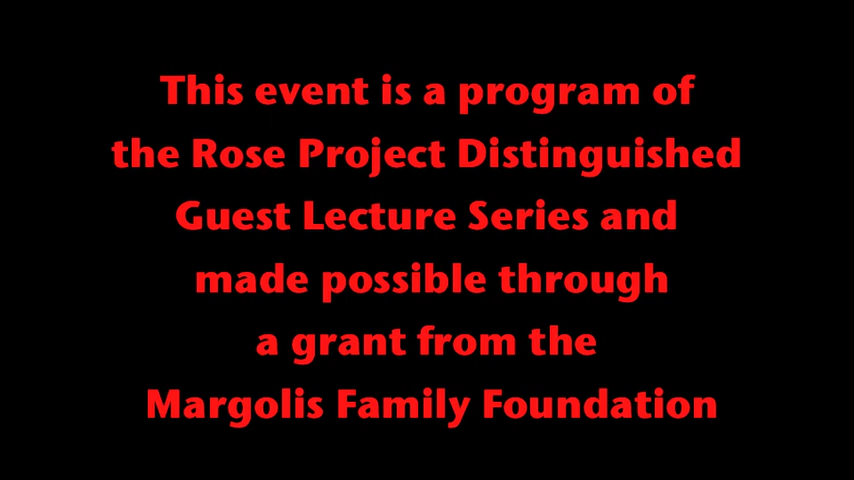 This event is a program of
the Rose Project Distinguished
Guest Lecture Series and
made possible through
a grant from the
Margolis Family Foundation